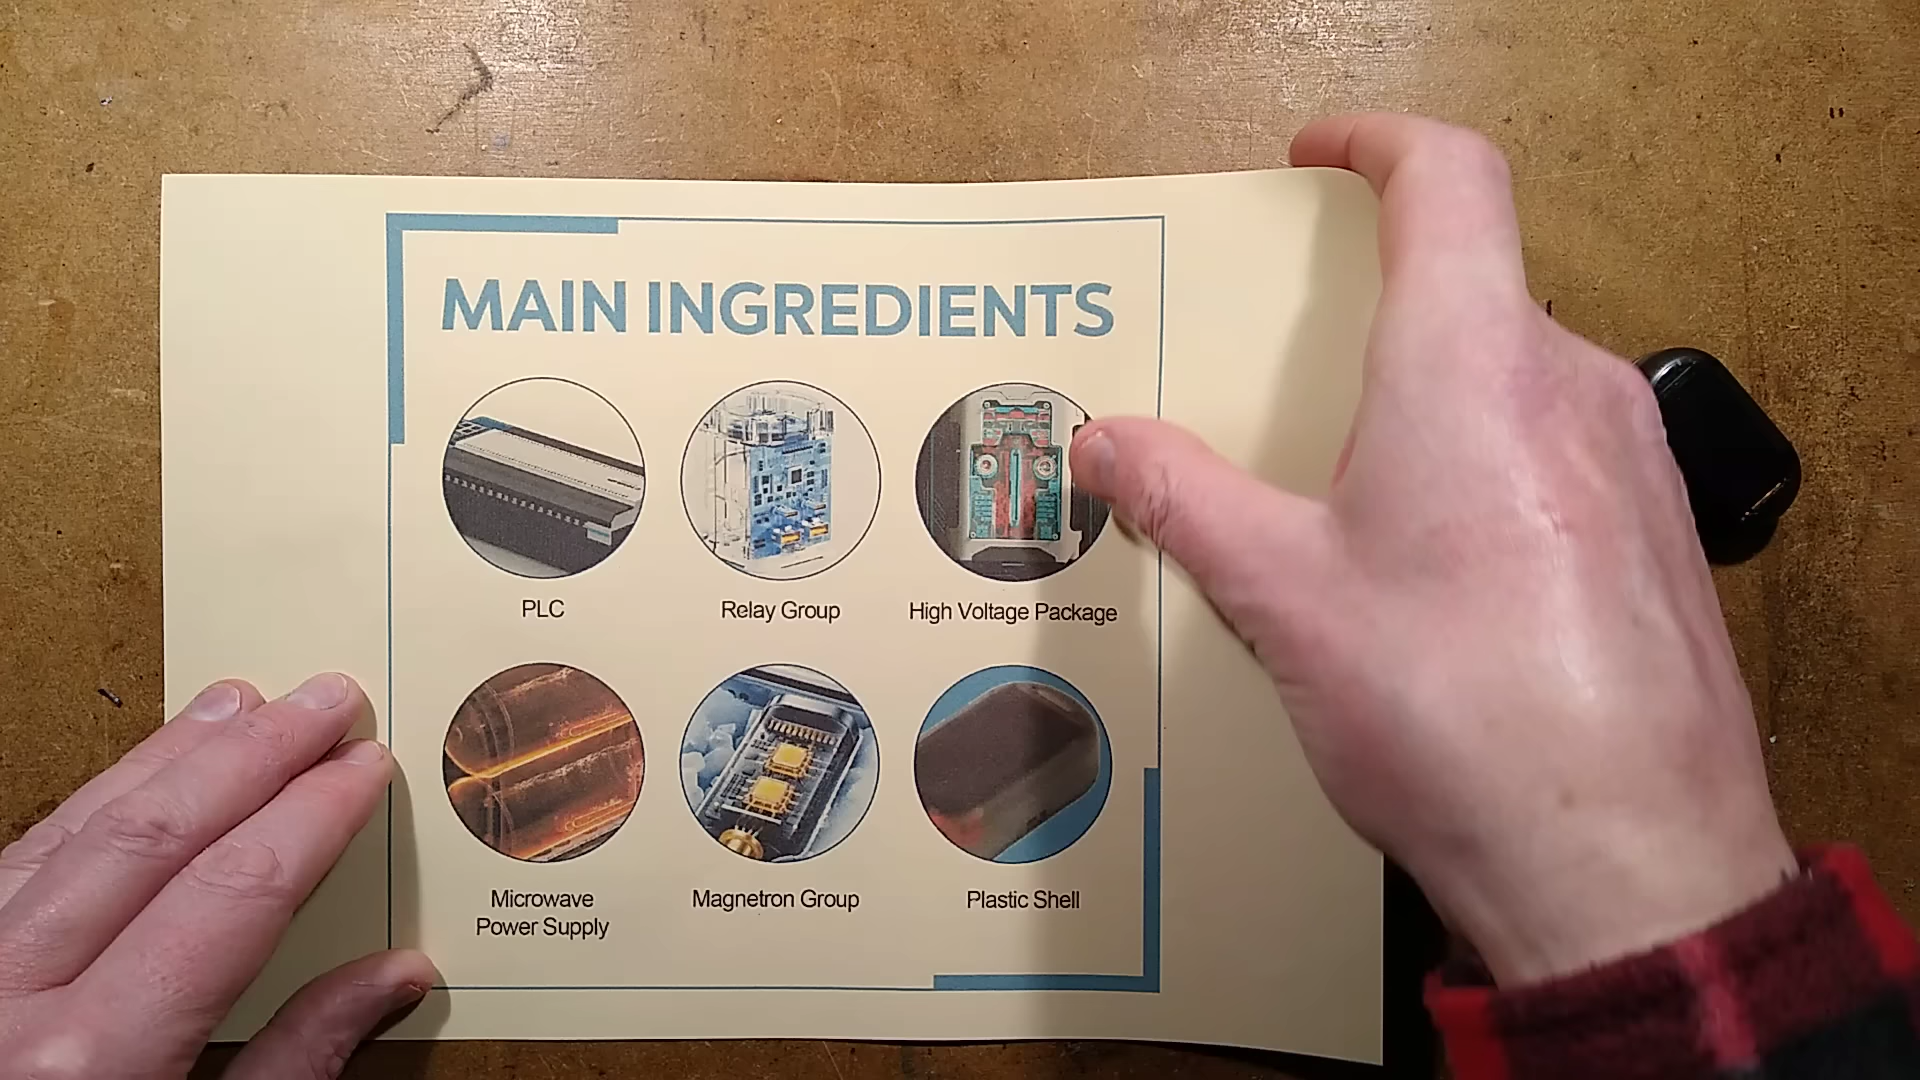 MAIN INGREDIENTS
PLC
Relay Group
High Voltage Package
Microwave
Power Supply
Magnetron Group
Plastic Shell